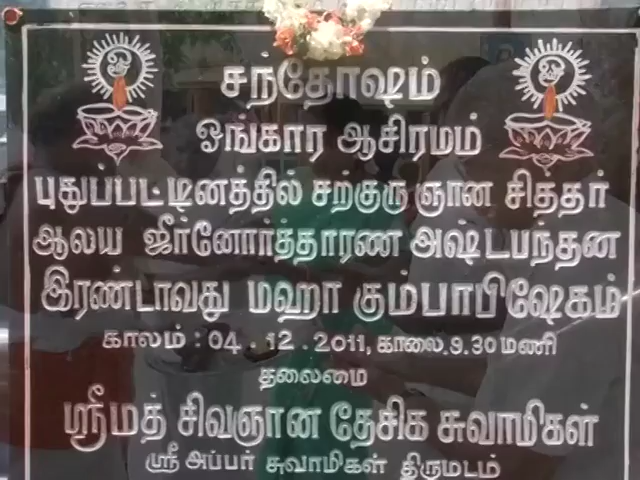 சந்தோஷம்
ஓங்கார ஆசிரமம்
புதுப்பட்டினத்தில் சற்குரு ஞான சித்தர்
ஆலய ஜீர்னோர்த்தாரண அஷ்டபந்தன
இரண்டாவது மஹா கும்பாபிஷேகம்
காலம் : 04 . 12 . 2011, காலை.9.30 மணி
தலைமை
ஸ்ரீமத் சிவஞான தேசிக சுவாமிகள்
ஸ்ரீ அப்பர் சுவாமிகள் திருமடம்